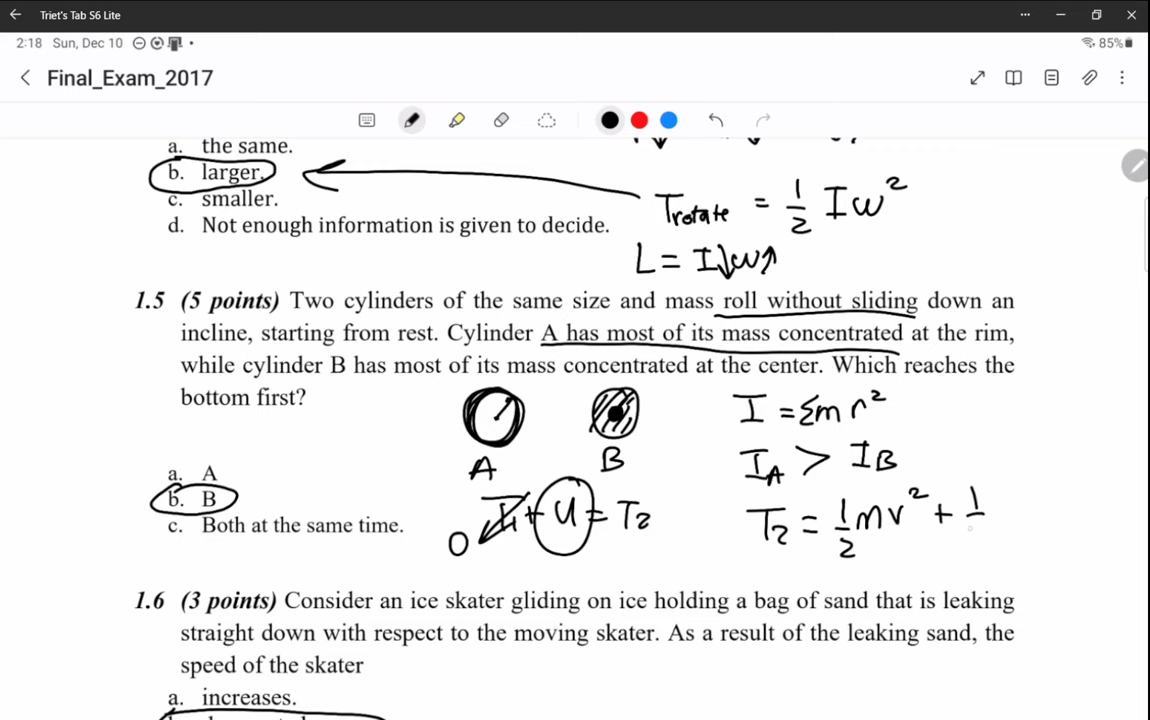 Triet's Tab S6 Lite
2:18 Sun, Dec 10
85%
Final_Exam_2017
a. the same.
b. larger.
c. smaller.
d. Not enough information is given to decide.
Trotate = 1/2 Iω²
L = I↓ω↑
1.5 (5 points) Two cylinders of the same size and mass roll without sliding down an
incline, starting from rest. Cylinder A has most of its mass concentrated at the rim,
while cylinder B has most of its mass concentrated at the center. Which reaches the
bottom first?
A B
I = Σmr²
I_A > I_B
a. A
b. B
c. Both at the same time.
0 T₁ + U = T₂
T₂ = 1/2 mv² + 1
1.6 (3 points) Consider an ice skater gliding on ice holding a bag of sand that is leaking
straight down with respect to the moving skater. As a result of the leaking sand, the
speed of the skater
a. increases.